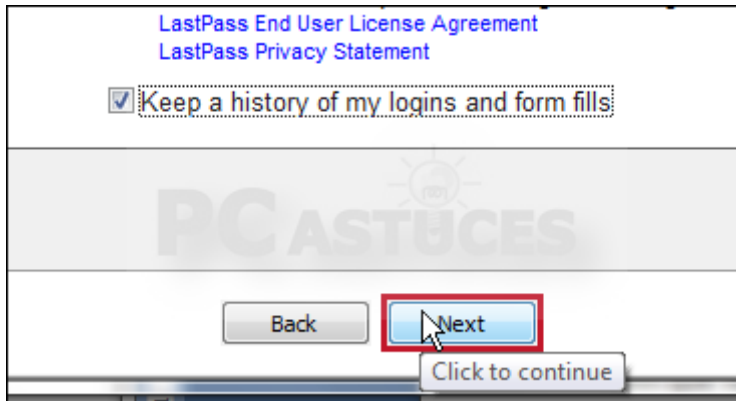 LastPass End User License Agreement
LastPass Privacy Statement
Keep a history of my logins and form fills
PC ASTUCES
Back
Next
Click to continue